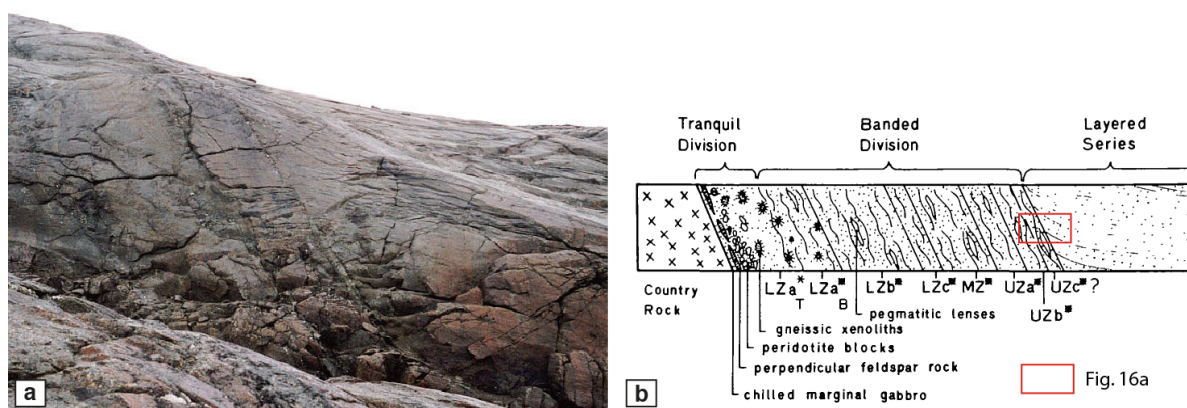 a
Tranquil
Division
Banded
Division
Layered
Series
Country
Rock
LZa* LZa* LZb* LZc* MZ* UZa* UZc*?
T B
pegmatitic lenses
UZb*
gneissic xenoliths
peridotite blocks
perpendicular feldspar rock
chilled marginal gabbro
Fig. 16a
b